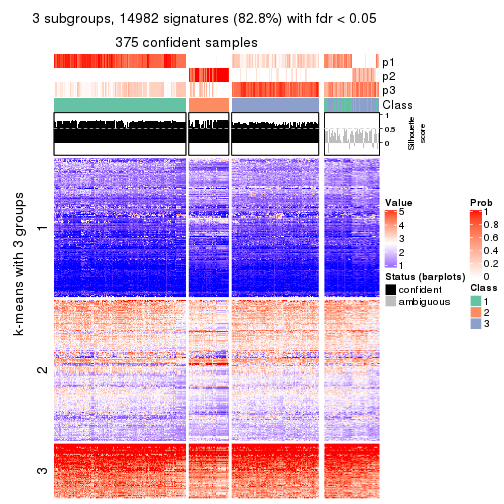 3 subgroups, 14982 signatures (82.8%) with fdr < 0.05
375 confident samples
p1
p2
p3
Class
1
0.5
0
Silhouette
score
k-means with 3 groups
1
2
3
Value
5
4
3
2
1
Status (barplots)
confident
ambiguous
Prob
1
0.8
0.6
0.4
0.2
0
Class
1
2
3